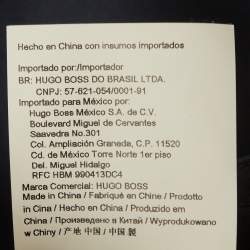 Hecho en China con insumos importados
Importado por:/Importador
BR: HUGO BOSS DO BRASIL LTDA.
CNPJ: 57-621-054/0001-91
Importado para México por:
Hugo Boss México S.A. de C.V.
Boulevard Miguel de Cervantes
Saavedra No.301
Col. Ampliación Granada, C.P. 11520
Cd. de México Torre Norte 1er piso
Del. Miguel Hidalgo
RFC HBM 990413DC4
Marca Comercial: HUGO BOSS
Made in China / Fabriqué en Chine / Prodotto
in Cina / Hecho en China / Produzido em
China / Произведено в Китай / Wyprodukowano
w Chiny / 产地 中国 / 中国 製